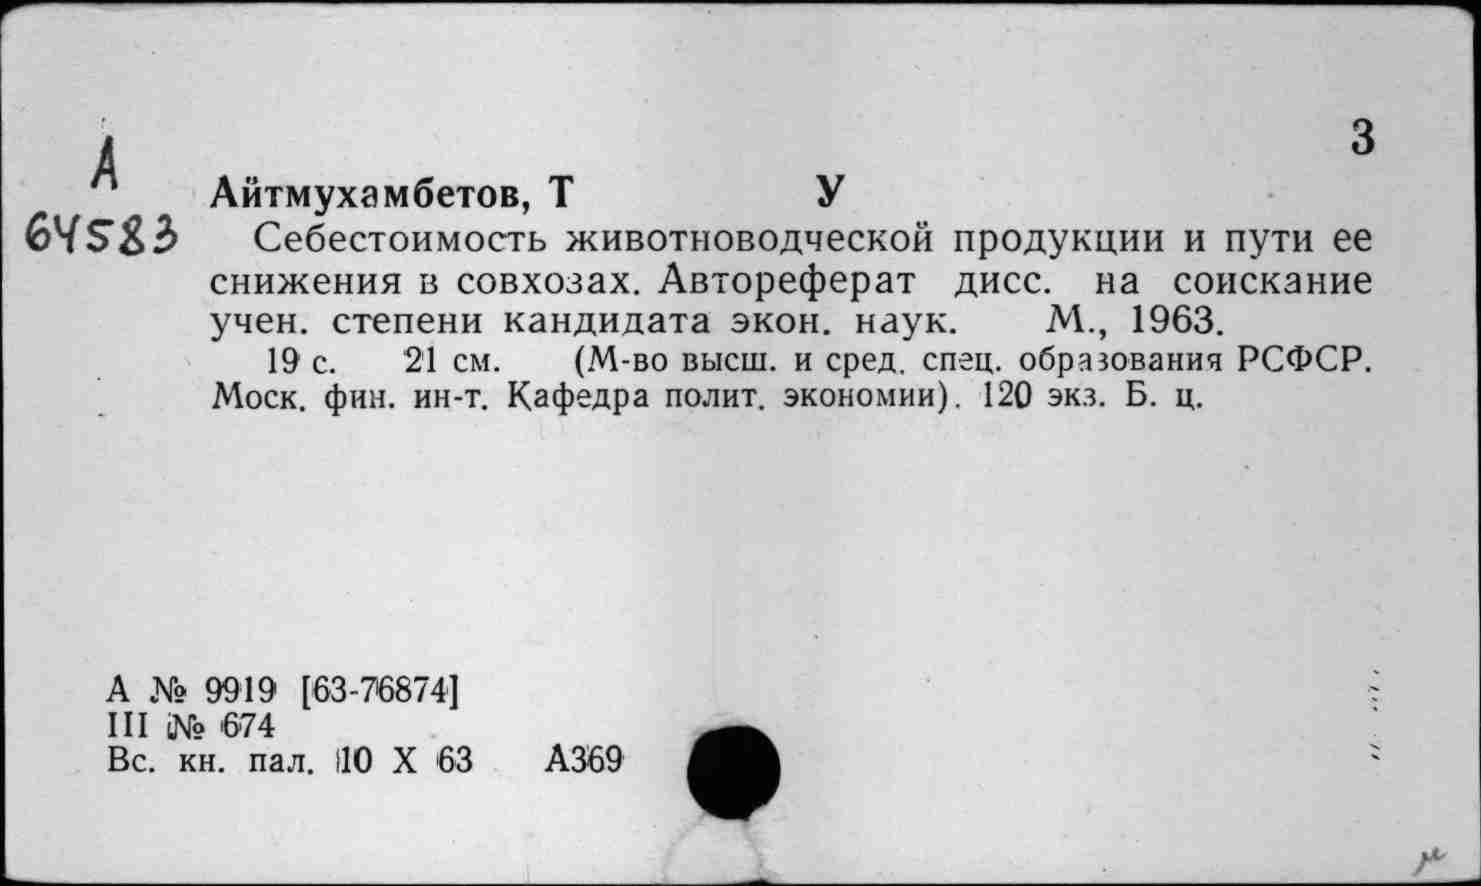 3
А
64583
Айтмухамбетов, Т У
Себестоимость животноводческой продукции и пути ее
снижения в совхозах. Автореферат дисс. на соискание
учен. степени кандидата экон. наук. М., 1963.
19 с. 21 см. (М-во высш. и сред. спец. образования РСФСР.
Моск. фин. ин-т. Кафедра полит. экономии). 120 экз. Б. ц.
А № 9919 [63-76874]
III № 674
Вс. кн. пал. 10 X 63 А369